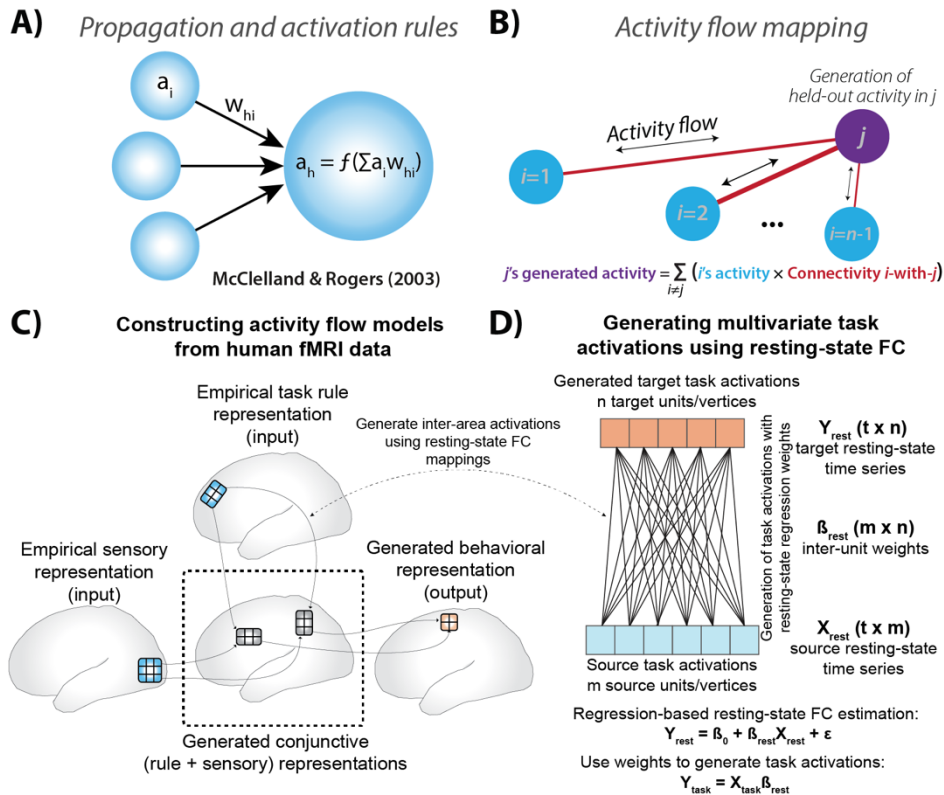 A) Propagation and activation rules
a_i
w_hi
a_h = ƒ(∑a_i w_hi)
McClelland & Rogers (2003)
B) Activity flow mapping
Generation of
held-out activity in j
Activity flow
j
i=1
i=2
...
i=n-1
j's generated activity = ∑ i≠j (i's activity × Connectivity i-with-j)
C) Constructing activity flow models
from human fMRI data
Empirical task rule
representation
(input)
Generate inter-area activations
using resting-state FC
mappings
Empirical sensory
representation
(input)
Generated behavioral
representation
(output)
Generated conjunctive
(rule + sensory) representations
D) Generating multivariate task
activations using resting-state FC
Generated target task activations
n target units/vertices
Generation of task activations with
resting-state regression weights
Y_rest (t x n)
target resting-state
time series
ß_rest (m x n)
inter-unit weights
X_rest (t x m)
source resting-state
time series
Source task activations
m source units/vertices
Regression-based resting-state FC estimation:
Y_rest = ß_0 + ß_rest X_rest + ε
Use weights to generate task activations:
Y_task = X_task ß_rest